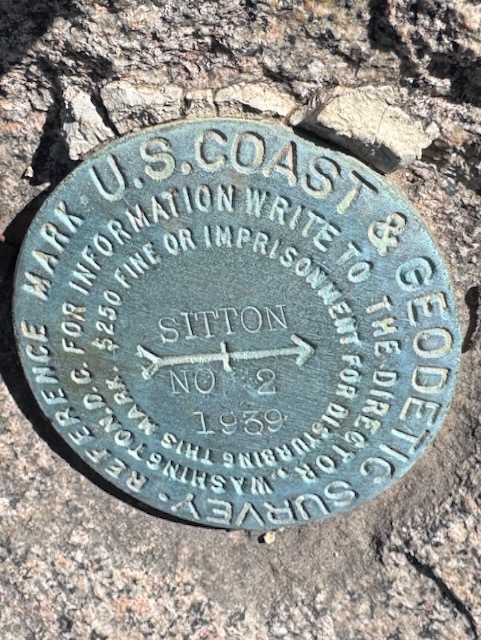 U.S. COAST & GEODETIC SURVEY · REFERENCE MARK ·
FOR INFORMATION WRITE TO THE DIRECTOR, WASHINGTON, D.C.
$250 FINE OR IMPRISONMENT FOR DISTURBING THIS MARK.
SITTON
NO 2
1939